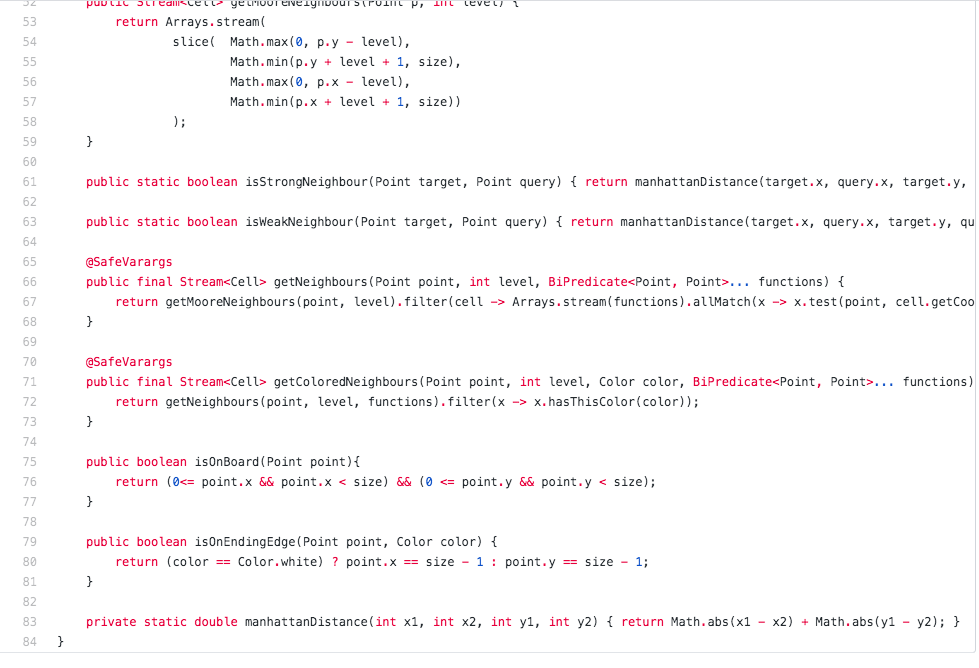 52 public Stream<Cell> getMooreNeighbours(Point p, int level) {
53 return Arrays.stream(
54 slice( Math.max(0, p.y - level),
55 Math.min(p.y + level + 1, size),
56 Math.max(0, p.x - level),
57 Math.min(p.x + level + 1, size))
58 );
59 }
60
61 public static boolean isStrongNeighbour(Point target, Point query) { return manhattanDistance(target.x, query.x, target.y,
62
63 public static boolean isWeakNeighbour(Point target, Point query) { return manhattanDistance(target.x, query.x, target.y, qu
64
65 @SafeVarargs
66 public final Stream<Cell> getNeighbours(Point point, int level, BiPredicate<Point, Point>... functions) {
67 return getMooreNeighbours(point, level).filter(cell -> Arrays.stream(functions).allMatch(x -> x.test(point, cell.getCoo
68 }
69
70 @SafeVarargs
71 public final Stream<Cell> getColoredNeighbours(Point point, int level, Color color, BiPredicate<Point, Point>... functions)
72 return getNeighbours(point, level, functions).filter(x -> x.hasThisColor(color));
73 }
74
75 public boolean isOnBoard(Point point){
76 return (0<= point.x && point.x < size) && (0 <= point.y && point.y < size);
77 }
78
79 public boolean isOnEndingEdge(Point point, Color color) {
80 return (color == Color.white) ? point.x == size - 1 : point.y == size - 1;
81 }
82
83 private static double manhattanDistance(int x1, int x2, int y1, int y2) { return Math.abs(x1 - x2) + Math.abs(y1 - y2); }
84 }